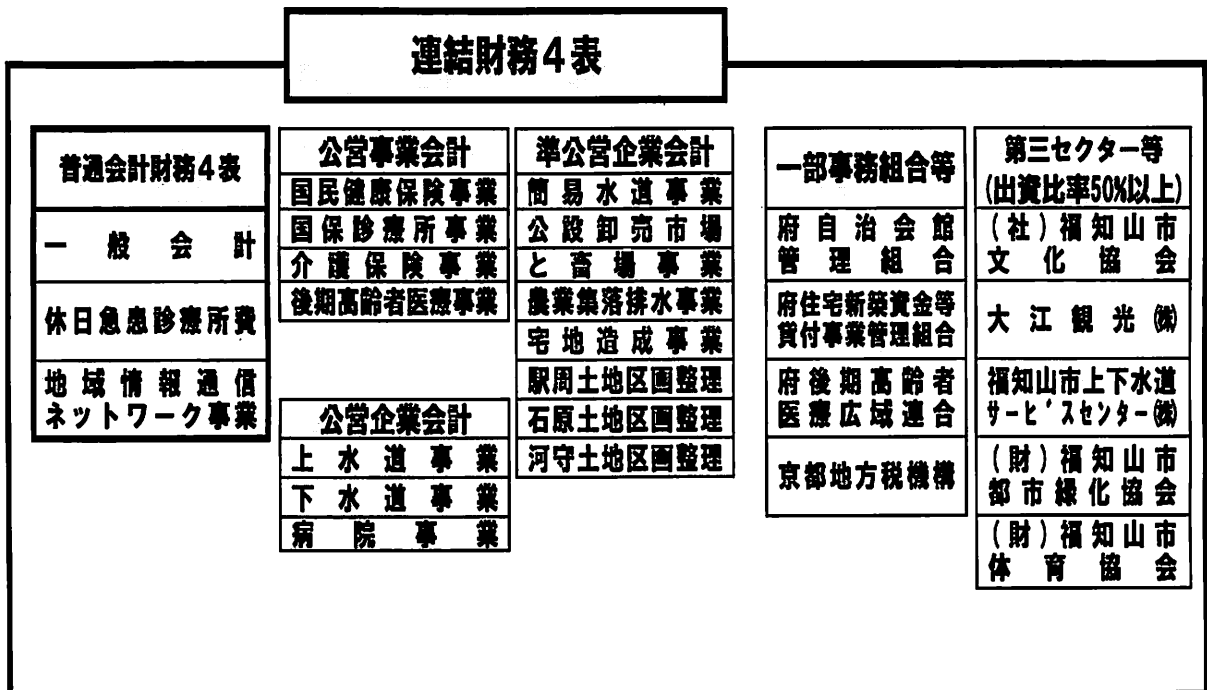 連結財務4表
普通会計財務4表
一般会計
休日急患診療所費
地域情報通信
ネットワーク事業
公営事業会計
国民健康保険事業
国保診療所事業
介護保険事業
後期高齢者医療事業
公営企業会計
上水道事業
下水道事業
病院事業
準公営企業会計
簡易水道事業
公設卸売市場
と畜場事業
農業集落排水事業
宅地造成事業
駅周土地区画整理
石原土地区画整理
河守土地区画整理
一部事務組合等
府自治会館
管理組合
府住宅新築資金等
貸付事業管理組合
府後期高齢者
医療広域連合
京都地方税機構
第三セクター等
(出資比率50%以上)
(社)福知山市
文化協会
大江観光㈱
福知山市上下水道
サービスセンター㈱
(財)福知山市
都市緑化協会
(財)福知山市
体育協会